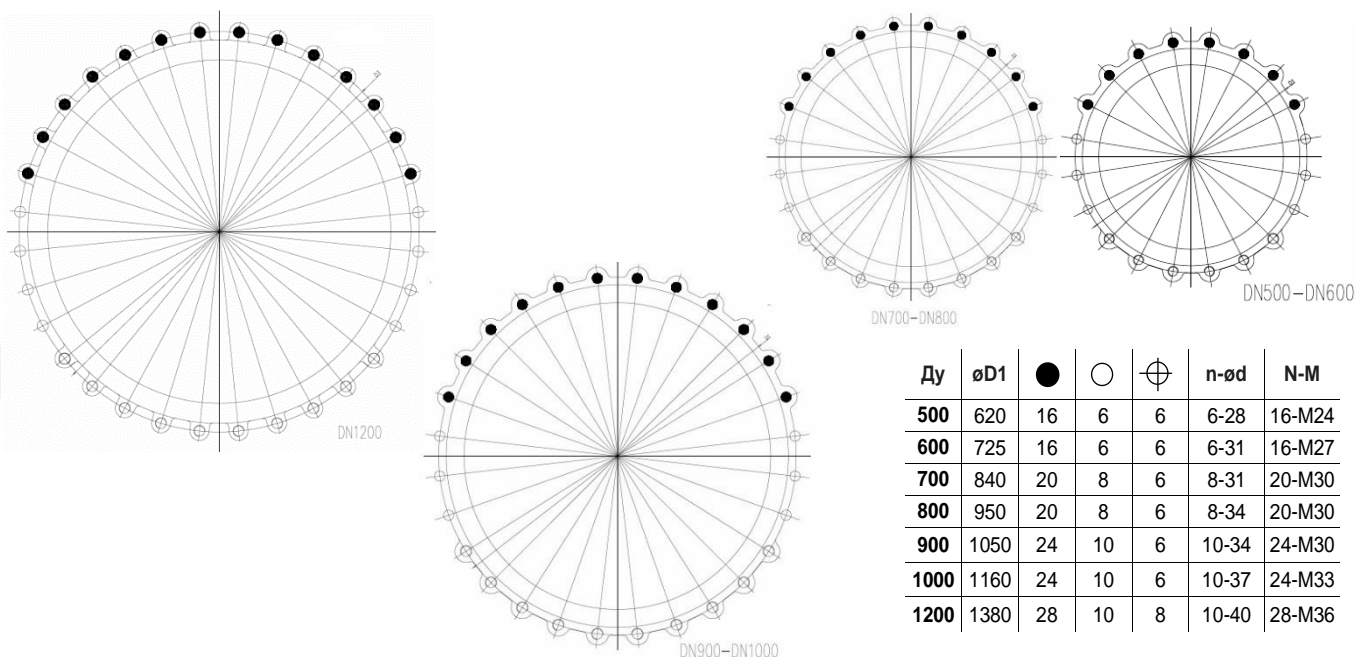 DN1200
DN900-DN1000
DN700-DN800
DN500-DN600
Ду øD1 ● ○ ⌖ n-ød N-M
500 620 16 6 6 6-28 16-M24
600 725 16 6 6 6-31 16-M27
700 840 20 8 6 8-31 20-M30
800 950 20 8 6 8-34 20-M30
900 1050 24 10 6 10-34 24-M30
1000 1160 24 10 6 10-37 24-M33
1200 1380 28 10 8 10-40 28-M36